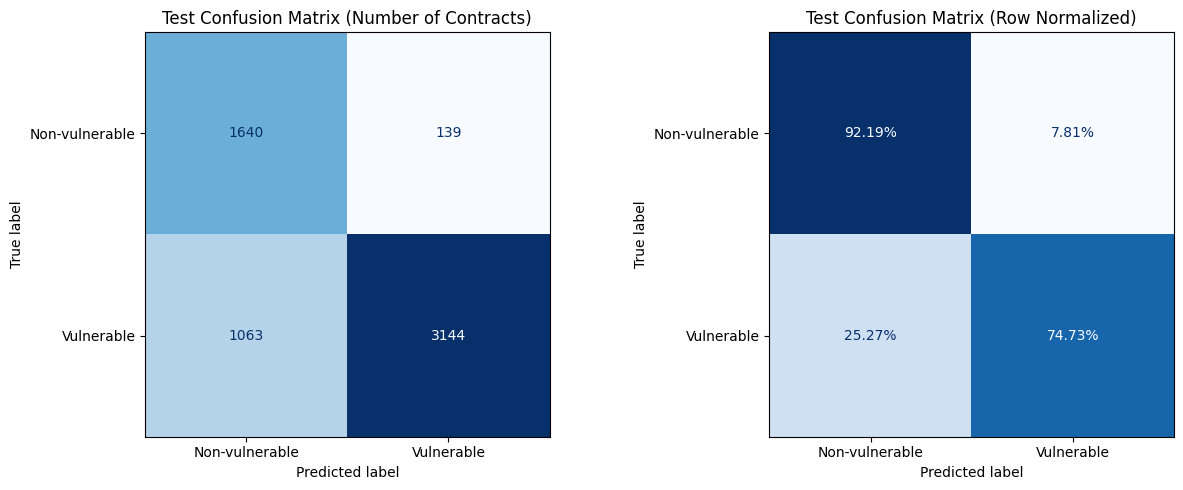 Test Confusion Matrix (Number of Contracts)
Non-vulnerable
1640
139
True label
Vulnerable
1063
3144
Non-vulnerable
Vulnerable
Predicted label
Test Confusion Matrix (Row Normalized)
Non-vulnerable
92.19%
7.81%
True label
Vulnerable
25.27%
74.73%
Non-vulnerable
Vulnerable
Predicted label